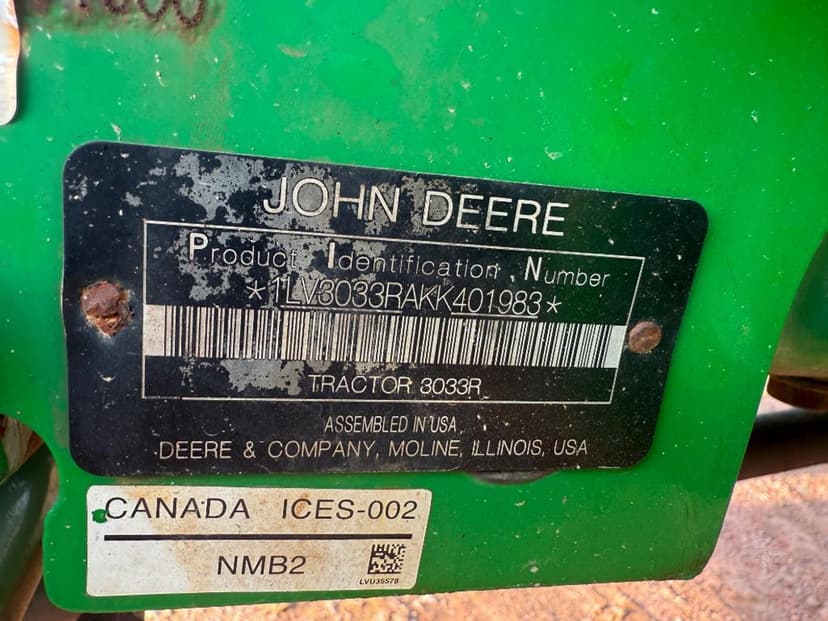 JOHN DEERE
Product Identification Number
*1LV3033RAKK401983*
TRACTOR 3033R
ASSEMBLED IN USA
DEERE & COMPANY, MOLINE, ILLINOIS, USA
CANADA ICES-002
NMB2
LVU35578